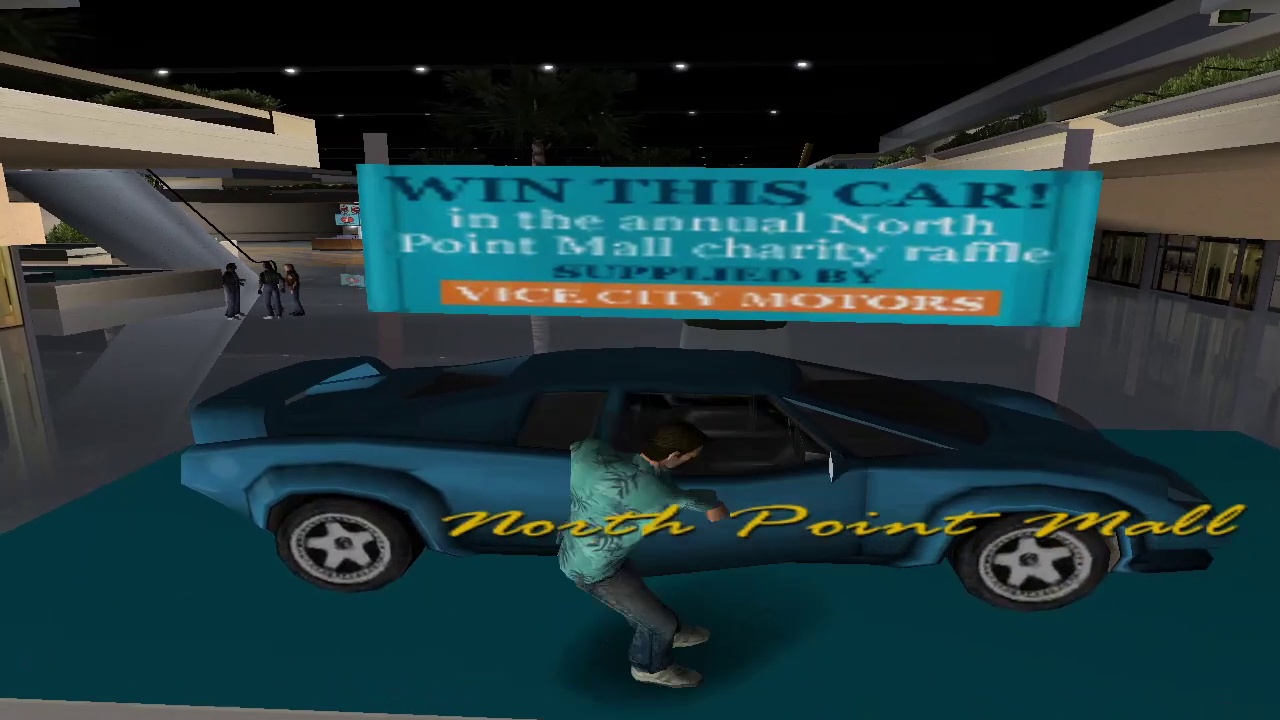 WIN THIS CAR!
in the annual North
Point Mall charity raffle
SUPPLIED BY
VICE CITY MOTORS
North Point Mall